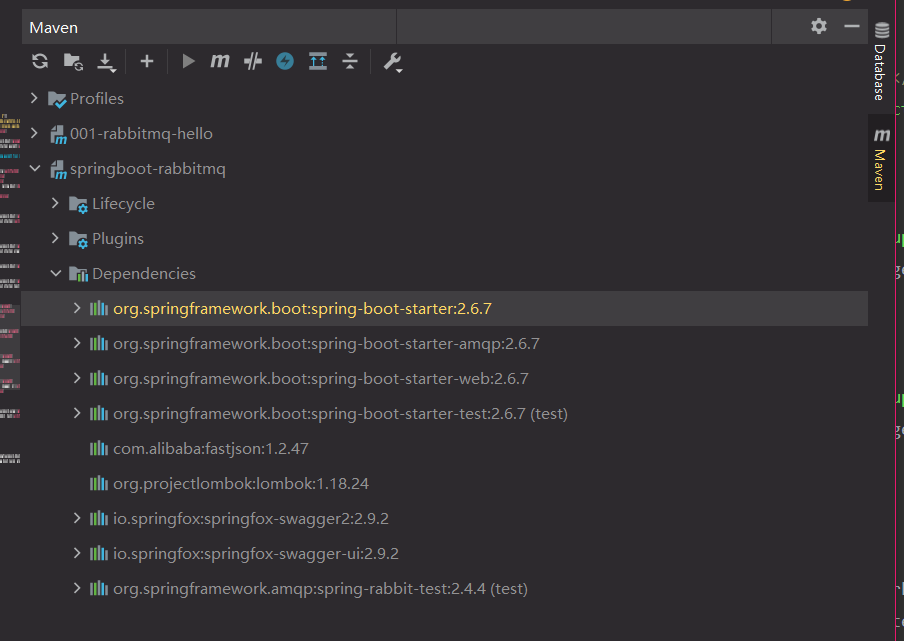 Maven
Database
Maven
Profiles
001-rabbitmq-hello
springboot-rabbitmq
Lifecycle
Plugins
Dependencies
org.springframework.boot:spring-boot-starter:2.6.7
org.springframework.boot:spring-boot-starter-amqp:2.6.7
org.springframework.boot:spring-boot-starter-web:2.6.7
org.springframework.boot:spring-boot-starter-test:2.6.7 (test)
com.alibaba:fastjson:1.2.47
org.projectlombok:lombok:1.18.24
io.springfox:springfox-swagger2:2.9.2
io.springfox:springfox-swagger-ui:2.9.2
org.springframework.amqp:spring-rabbit-test:2.4.4 (test)